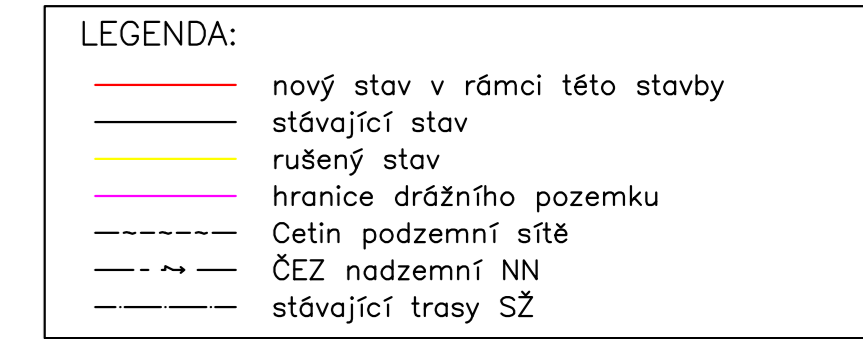 LEGENDA:
nový stav v rámci této stavby
stávající stav
rušený stav
hranice drážního pozemku
Cetin podzemní sítě
ČEZ nadzemní NN
stávající trasy SŽ